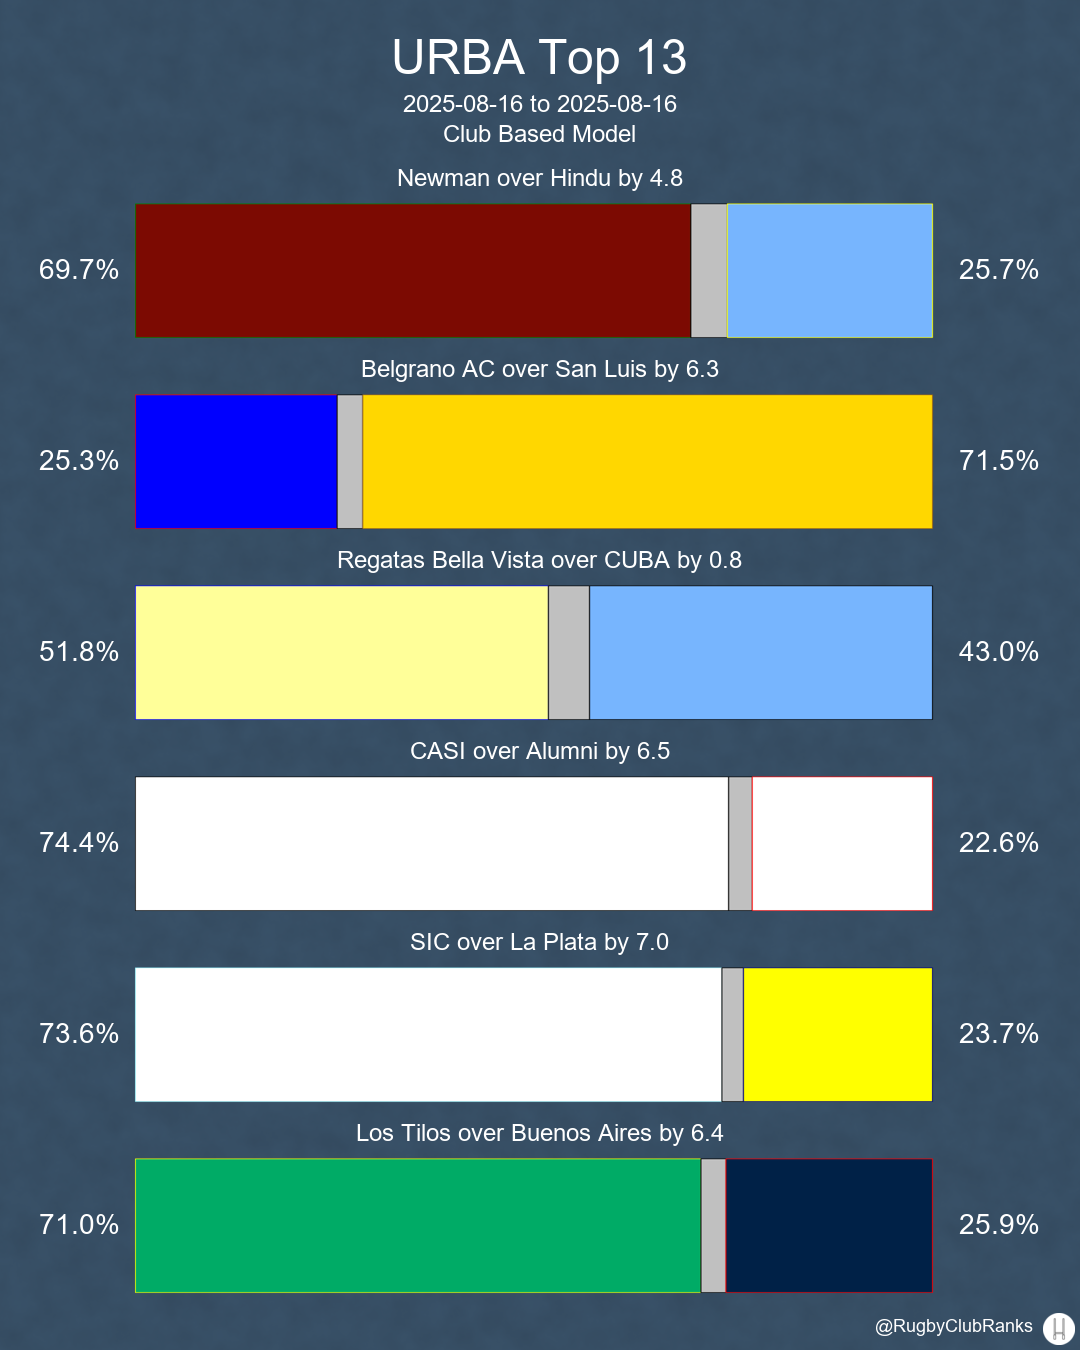 URBA Top 13
2025-08-16 to 2025-08-16
Club Based Model
Newman over Hindu by 4.8
69.7% 25.7%
Belgrano AC over San Luis by 6.3
25.3% 71.5%
Regatas Bella Vista over CUBA by 0.8
51.8% 43.0%
CASI over Alumni by 6.5
74.4% 22.6%
SIC over La Plata by 7.0
73.6% 23.7%
Los Tilos over Buenos Aires by 6.4
71.0% 25.9%
@RugbyClubRanks